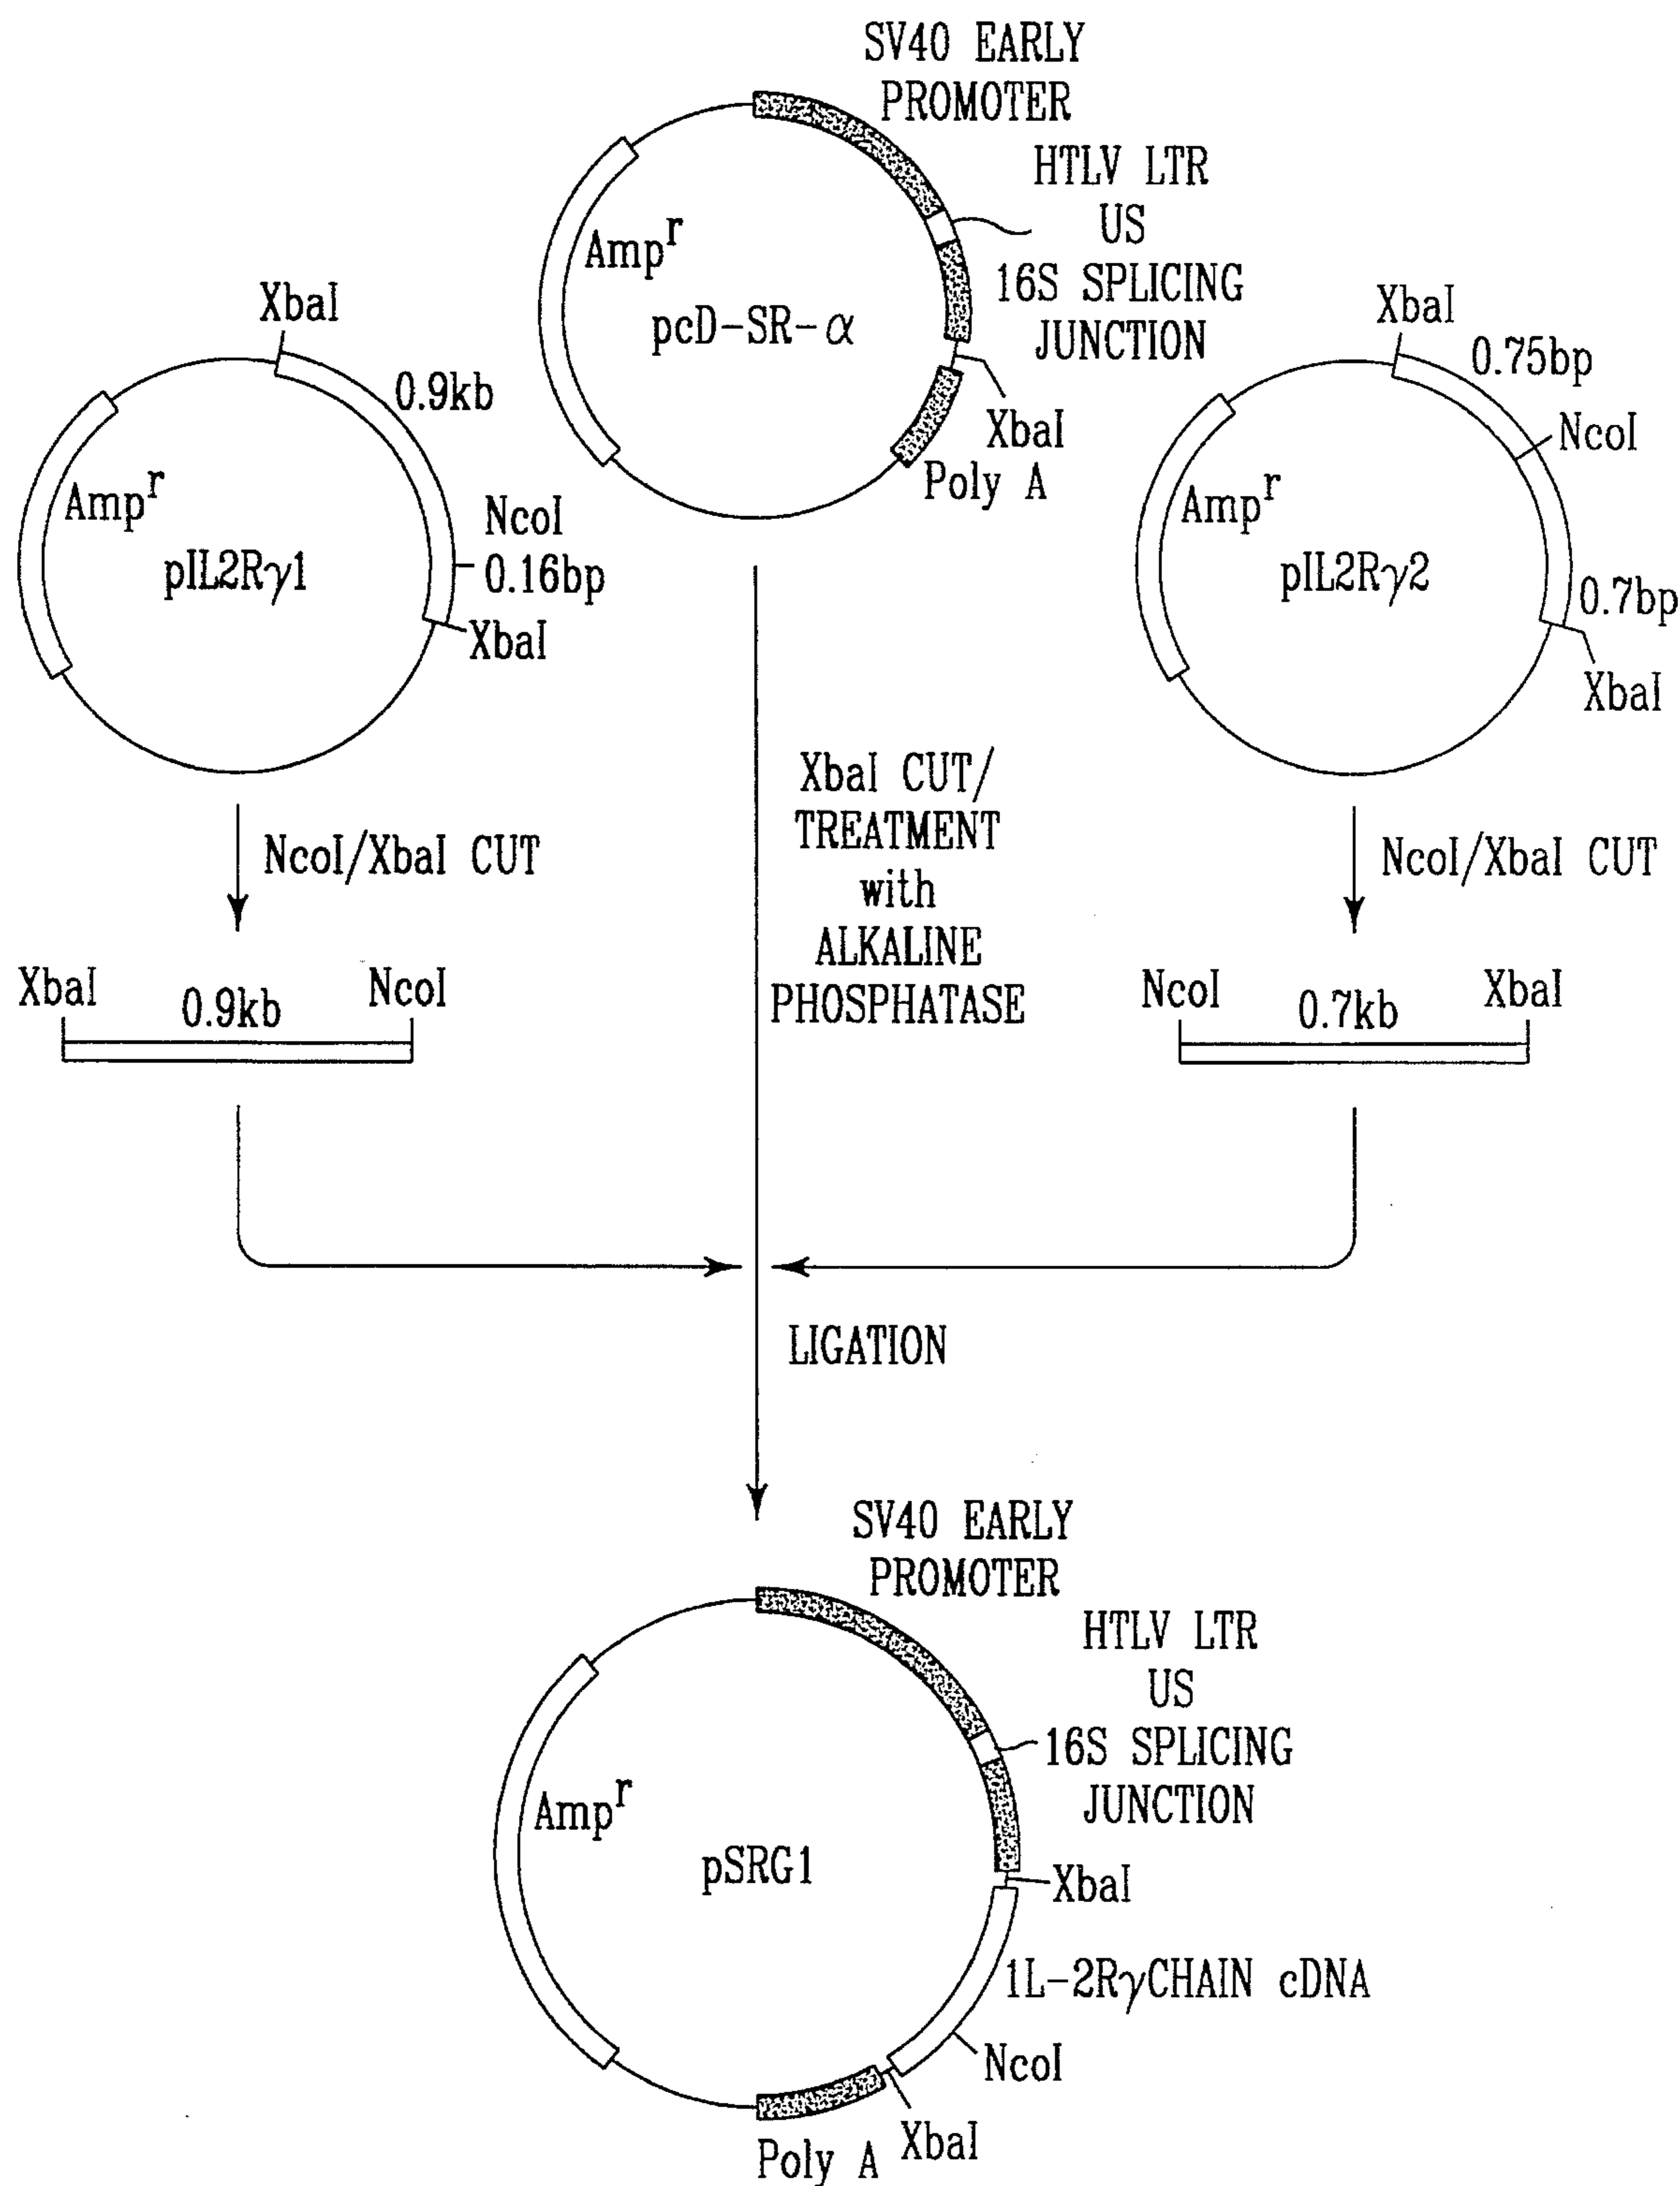 SV40 EARLY
PROMOTER
HTLV LTR
US
16S SPLICING
JUNCTION
Amp^r
pcD-SR-α
XbaI
Poly A
XbaI
0.9kb
Amp^r
NcoI
pIL2Rγ1
0.16bp
XbaI
XbaI
0.75bp
NcoI
Amp^r
pIL2Rγ2
0.7bp
XbaI
NcoI/XbaI CUT
XbaI CUT/
TREATMENT
with
ALKALINE
PHOSPHATASE
NcoI/XbaI CUT
XbaI
0.9kb
NcoI
NcoI
0.7kb
XbaI
LIGATION
SV40 EARLY
PROMOTER
HTLV LTR
US
16S SPLICING
JUNCTION
Amp^r
pSRG1
XbaI
1L-2RγCHAIN cDNA
NcoI
XbaI
Poly A